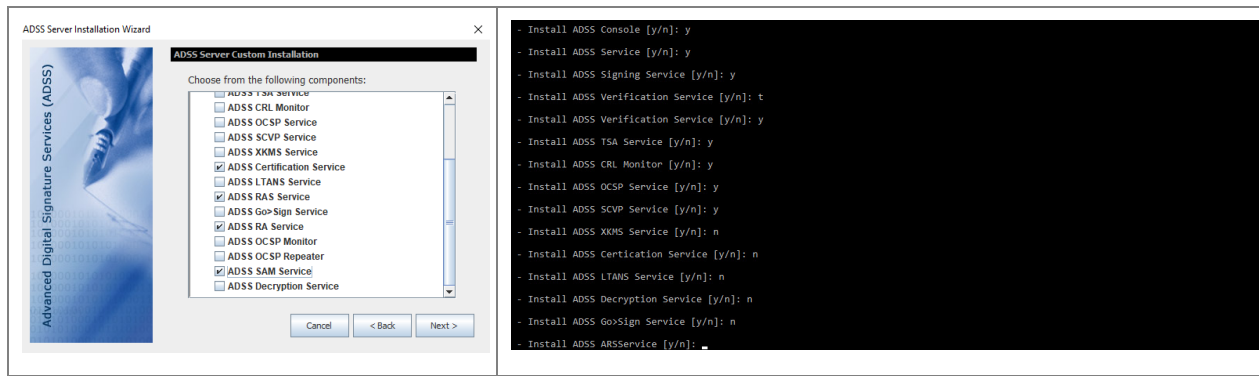 ADSS Server Installation Wizard
Advanced Digital Signature Services (ADSS)
ADSS Server Custom Installation
Choose from the following components:
ADSS TSA Service
ADSS CRL Monitor
ADSS OCSP Service
ADSS SCVP Service
ADSS XKMS Service
ADSS Certification Service
ADSS LTANS Service
ADSS RAS Service
ADSS Go>Sign Service
ADSS RA Service
ADSS OCSP Monitor
ADSS OCSP Repeater
ADSS SAM Service
ADSS Decryption Service
Cancel
< Back
Next >
- Install ADSS Console [y/n]: y
- Install ADSS Service [y/n]: y
- Install ADSS Signing Service [y/n]: y
- Install ADSS Verification Service [y/n]: t
- Install ADSS Verification Service [y/n]: y
- Install ADSS TSA Service [y/n]: y
- Install ADSS CRL Monitor [y/n]: y
- Install ADSS OCSP Service [y/n]: y
- Install ADSS SCVP Service [y/n]: y
- Install ADSS XKMS Service [y/n]: n
- Install ADSS Certication Service [y/n]: n
- Install ADSS LTANS Service [y/n]: n
- Install ADSS Decryption Service [y/n]: n
- Install ADSS Go>Sign Service [y/n]: n
- Install ADSS ARSService [y/n]: